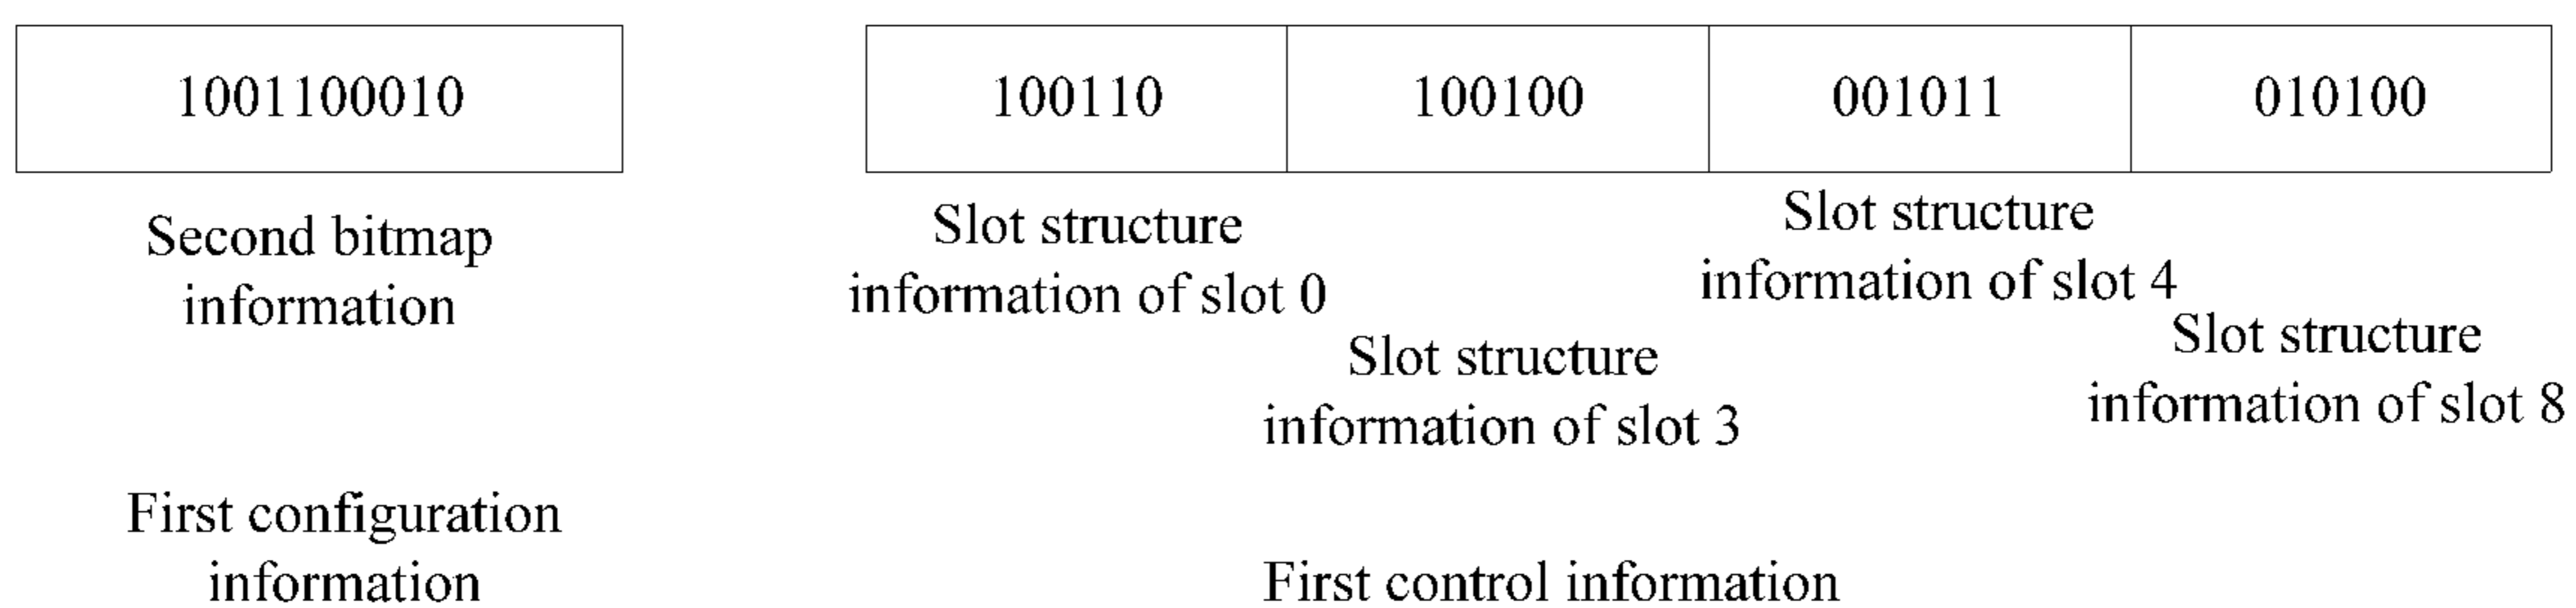 1001100010
100110
100100
001011
010100
Second bitmap
information
Slot structure
information of slot 0
Slot structure
information of slot 3
Slot structure
information of slot 4
Slot structure
information of slot 8
First configuration
information
First control information